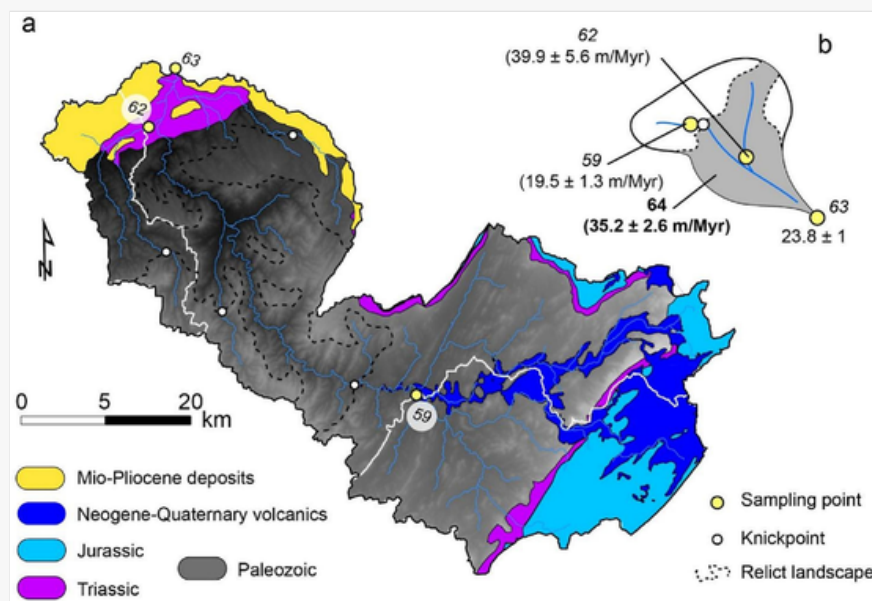 a
63
62
b
62
(39.9 ± 5.6 m/Myr)
59
(19.5 ± 1.3 m/Myr)
64
(35.2 ± 2.6 m/Myr)
63
23.8 ± 1
N
0 5 20
km
59
Mio-Pliocene deposits
Neogene-Quaternary volcanics
Jurassic
Triassic
Paleozoic
Sampling point
Knickpoint
Relict landscape